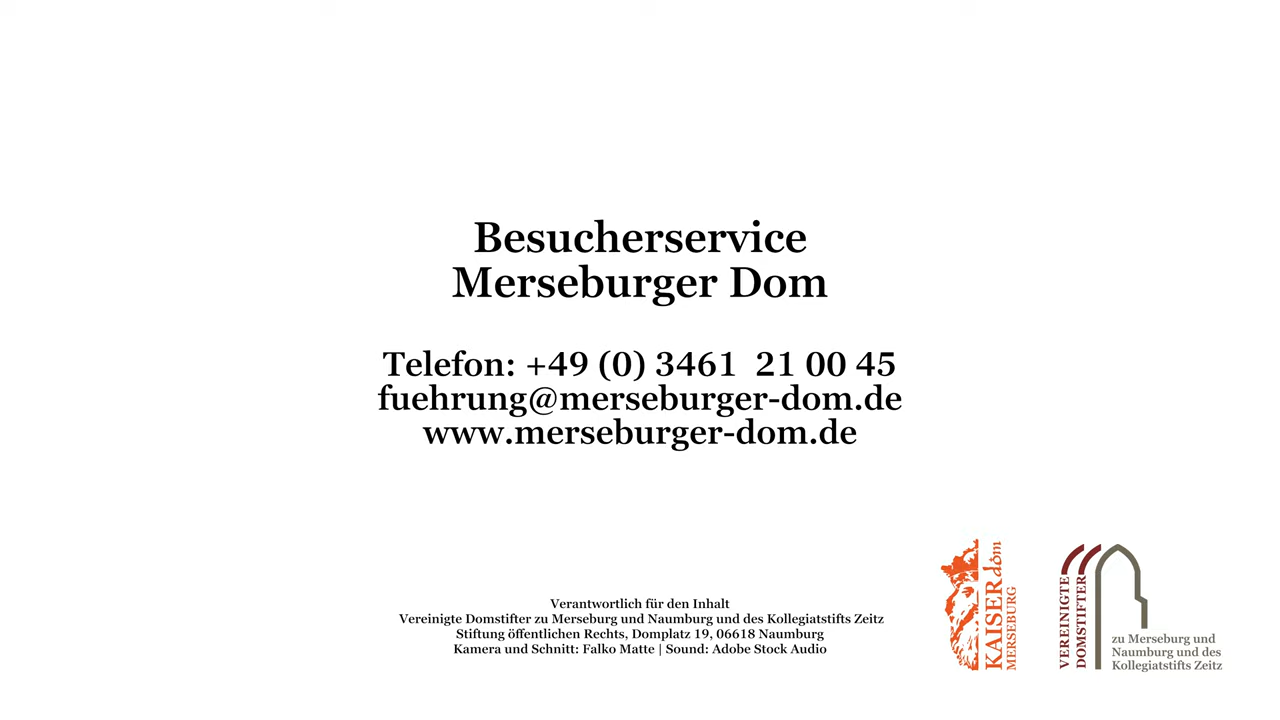 Besucherservice
Merseburger Dom
Telefon: +49 (0) 3461  21 00 45
fuehrung@merseburger-dom.de
www.merseburger-dom.de
Verantwortlich für den Inhalt
Vereinigte Domstifter zu Merseburg und Naumburg und des Kollegiatstifts Zeitz
Stiftung öffentlichen Rechts, Domplatz 19, 06618 Naumburg
Kamera und Schnitt: Falko Matte | Sound: Adobe Stock Audio
KAISERdom
MERSEBURG
VEREINIGTE
DOMSTIFTER
zu Merseburg und
Naumburg und des
Kollegiatstifts Zeitz